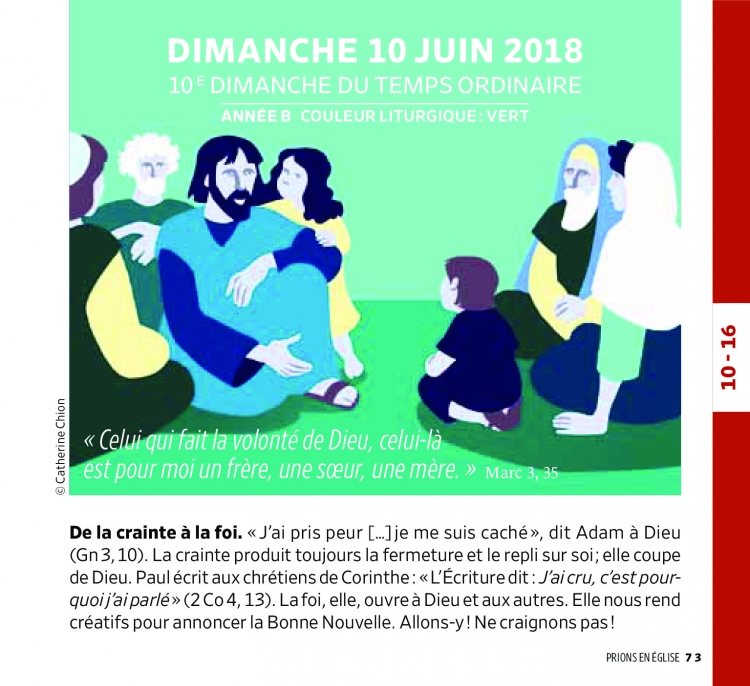 DIMANCHE 10 JUIN 2018
10E DIMANCHE DU TEMPS ORDINAIRE
ANNÉE B COULEUR LITURGIQUE : VERT
« Celui qui fait la volonté de Dieu, celui-là
est pour moi un frère, une sœur, une mère. » Marc 3, 35
© Catherine Chion
10 - 16
De la crainte à la foi. « J’ai pris peur […] je me suis caché », dit Adam à Dieu
(Gn 3, 10). La crainte produit toujours la fermeture et le repli sur soi ; elle coupe
de Dieu. Paul écrit aux chrétiens de Corinthe : « L’Écriture dit : J’ai cru, c’est pour-
quoi j’ai parlé » (2 Co 4, 13). La foi, elle, ouvre à Dieu et aux autres. Elle nous rend
créatifs pour annoncer la Bonne Nouvelle. Allons-y ! Ne craignons pas !
PRIONS EN ÉGLISE 73